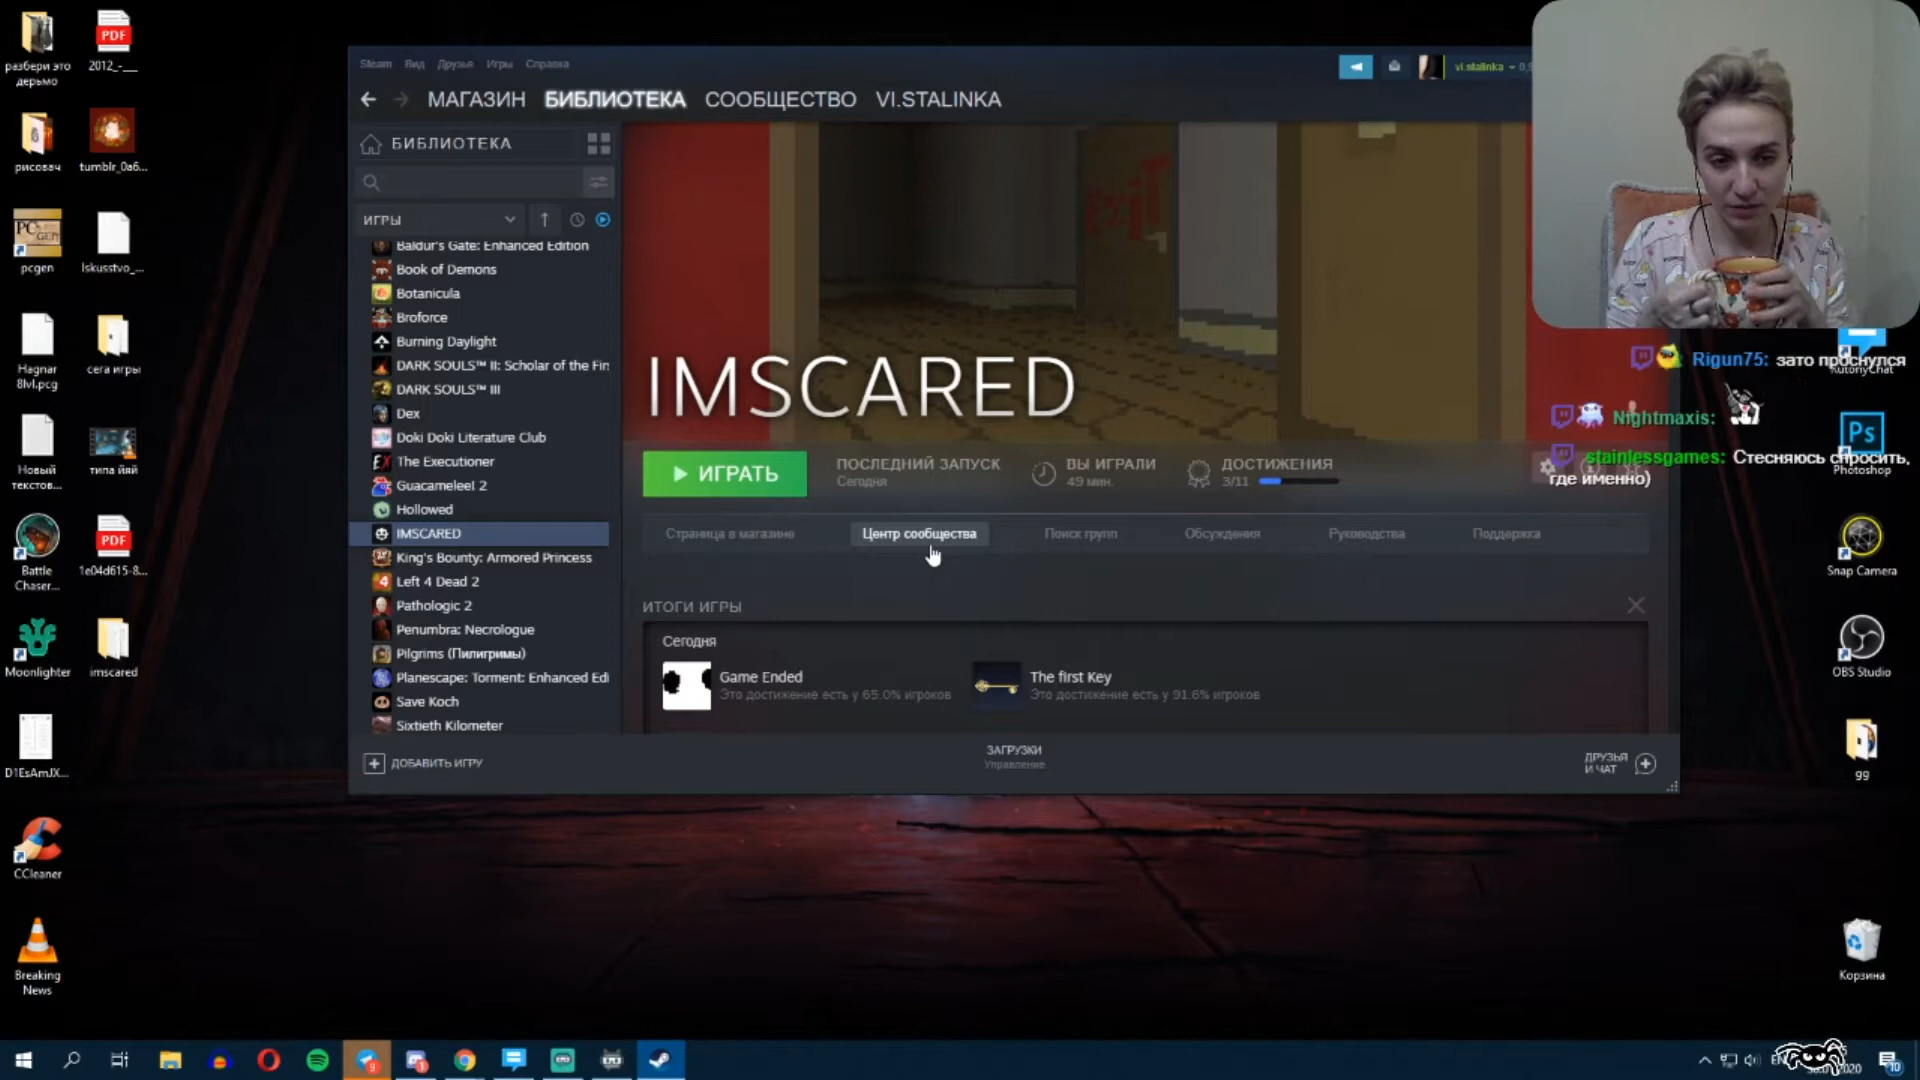 разбери это
дерьмо
2012_-___
рисовач
tumblr_0a6...
pcgen
Iskusstvo_...
Hagnar
8lvl.pcg
сега игры
Новый
текстов...
типа йяй
Battle
Chaser...
1e04d615-8...
Moonlighter
imscared
D1EsAmJX...
CCleaner
Breaking
News
Steam Вид Друзья Игры Справка
vi.stalinka
МАГАЗИН БИБЛИОТЕКА СООБЩЕСТВО VI.STALINKA
БИБЛИОТЕКА
ИГРЫ
Baldur's Gate: Enhanced Edition
Book of Demons
Botanicula
Broforce
Burning Daylight
DARK SOULS™ II: Scholar of the Fir
DARK SOULS™ III
Dex
Doki Doki Literature Club
The Executioner
Guacamelee! 2
Hollowed
IMSCARED
King's Bounty: Armored Princess
Left 4 Dead 2
Pathologic 2
Penumbra: Necrologue
Pilgrims (Пилигримы)
Planescape: Torment: Enhanced Edi
Save Koch
Sixtieth Kilometer
ДОБАВИТЬ ИГРУ
Exit
IMSCARED
ИГРАТЬ
ПОСЛЕДНИЙ ЗАПУСК
Сегодня
ВЫ ИГРАЛИ
49 мин.
ДОСТИЖЕНИЯ
3/11
Страница в магазине Центр сообщества Поиск групп Обсуждения Руководства Поддержка
ИТОГИ ИГРЫ
Сегодня
Game Ended
Это достижение есть у 65.0% игроков
The first Key
Это достижение есть у 91.6% игроков
ЗАГРУЗКИ
Управление
ДРУЗЬЯ
И ЧАТ
Rigun75: зато проснулся
Nightmaxis:
stainlessgames: Стесняюсь спросить,
где именно)
RutonyChat
Photoshop
Snap Camera
OBS Studio
99
Корзина